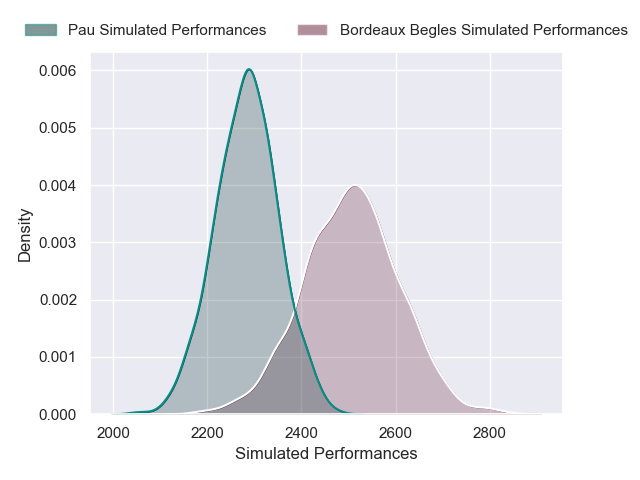 Pau Simulated Performances
Bordeaux Begles Simulated Performances
0.006
0.005
0.004
0.003
0.002
0.001
0.000
Density
2000 2200 2400 2600 2800
Simulated Performances